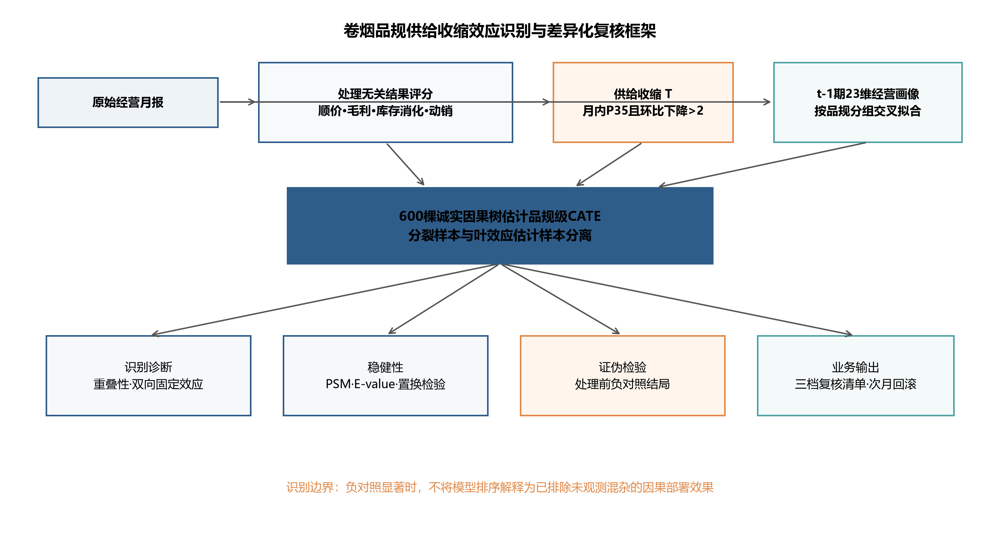 卷烟品规供给收缩效应识别与差异化复核框架
原始经营月报
处理无关结果评分
顺价•毛利•库存消化•动销
供给收缩 T
月内P35且环比下降>2
t-1期23维经营画像
按品规分组交叉拟合
600棵诚实因果树估计品规级CATE
分裂样本与叶效应估计样本分离
识别诊断
重叠性·双向固定效应
稳健性
PSM·E-value·置换检验
证伪检验
处理前负对照结局
业务输出
三档复核清单·次月回滚
识别边界：负对照显著时，不将模型排序解释为已排除未观测混杂的因果部署效果